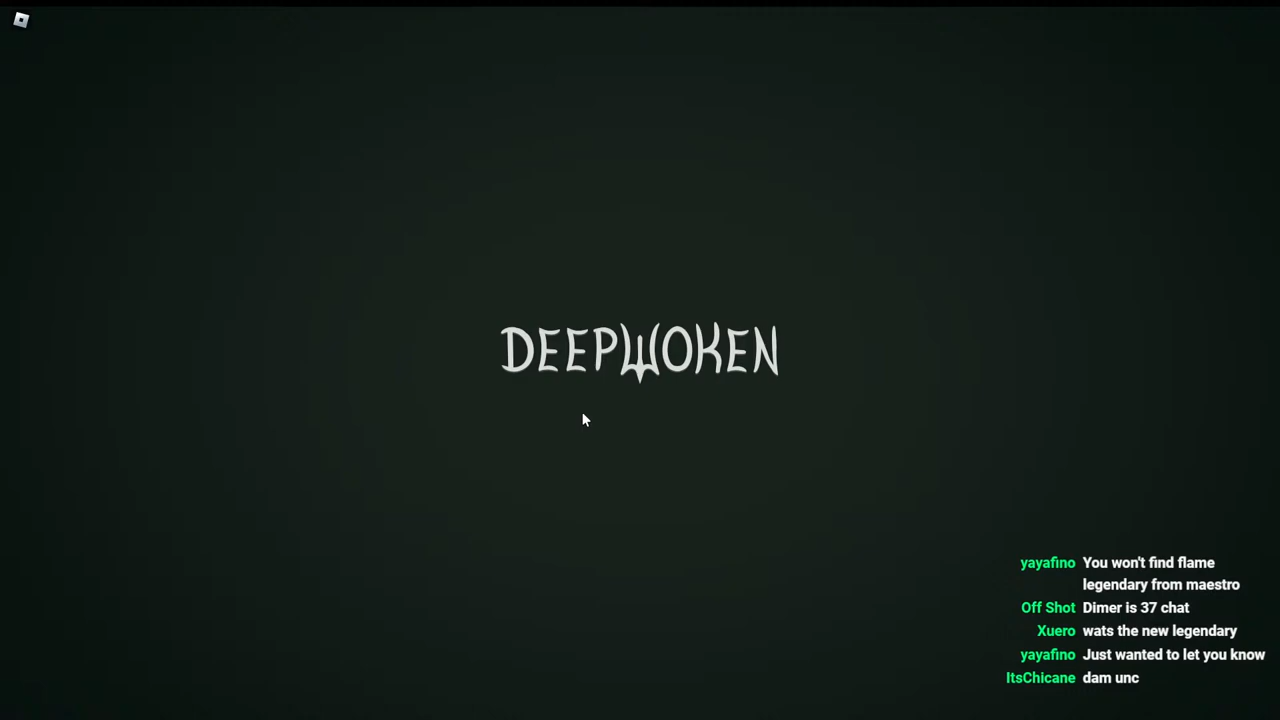 DEEPWOKEN
yayafino You won't find flame
legendary from maestro
Off Shot Dimer is 37 chat
Xuero wats the new legendary
yayafino Just wanted to let you know
ItsChicane dam unc